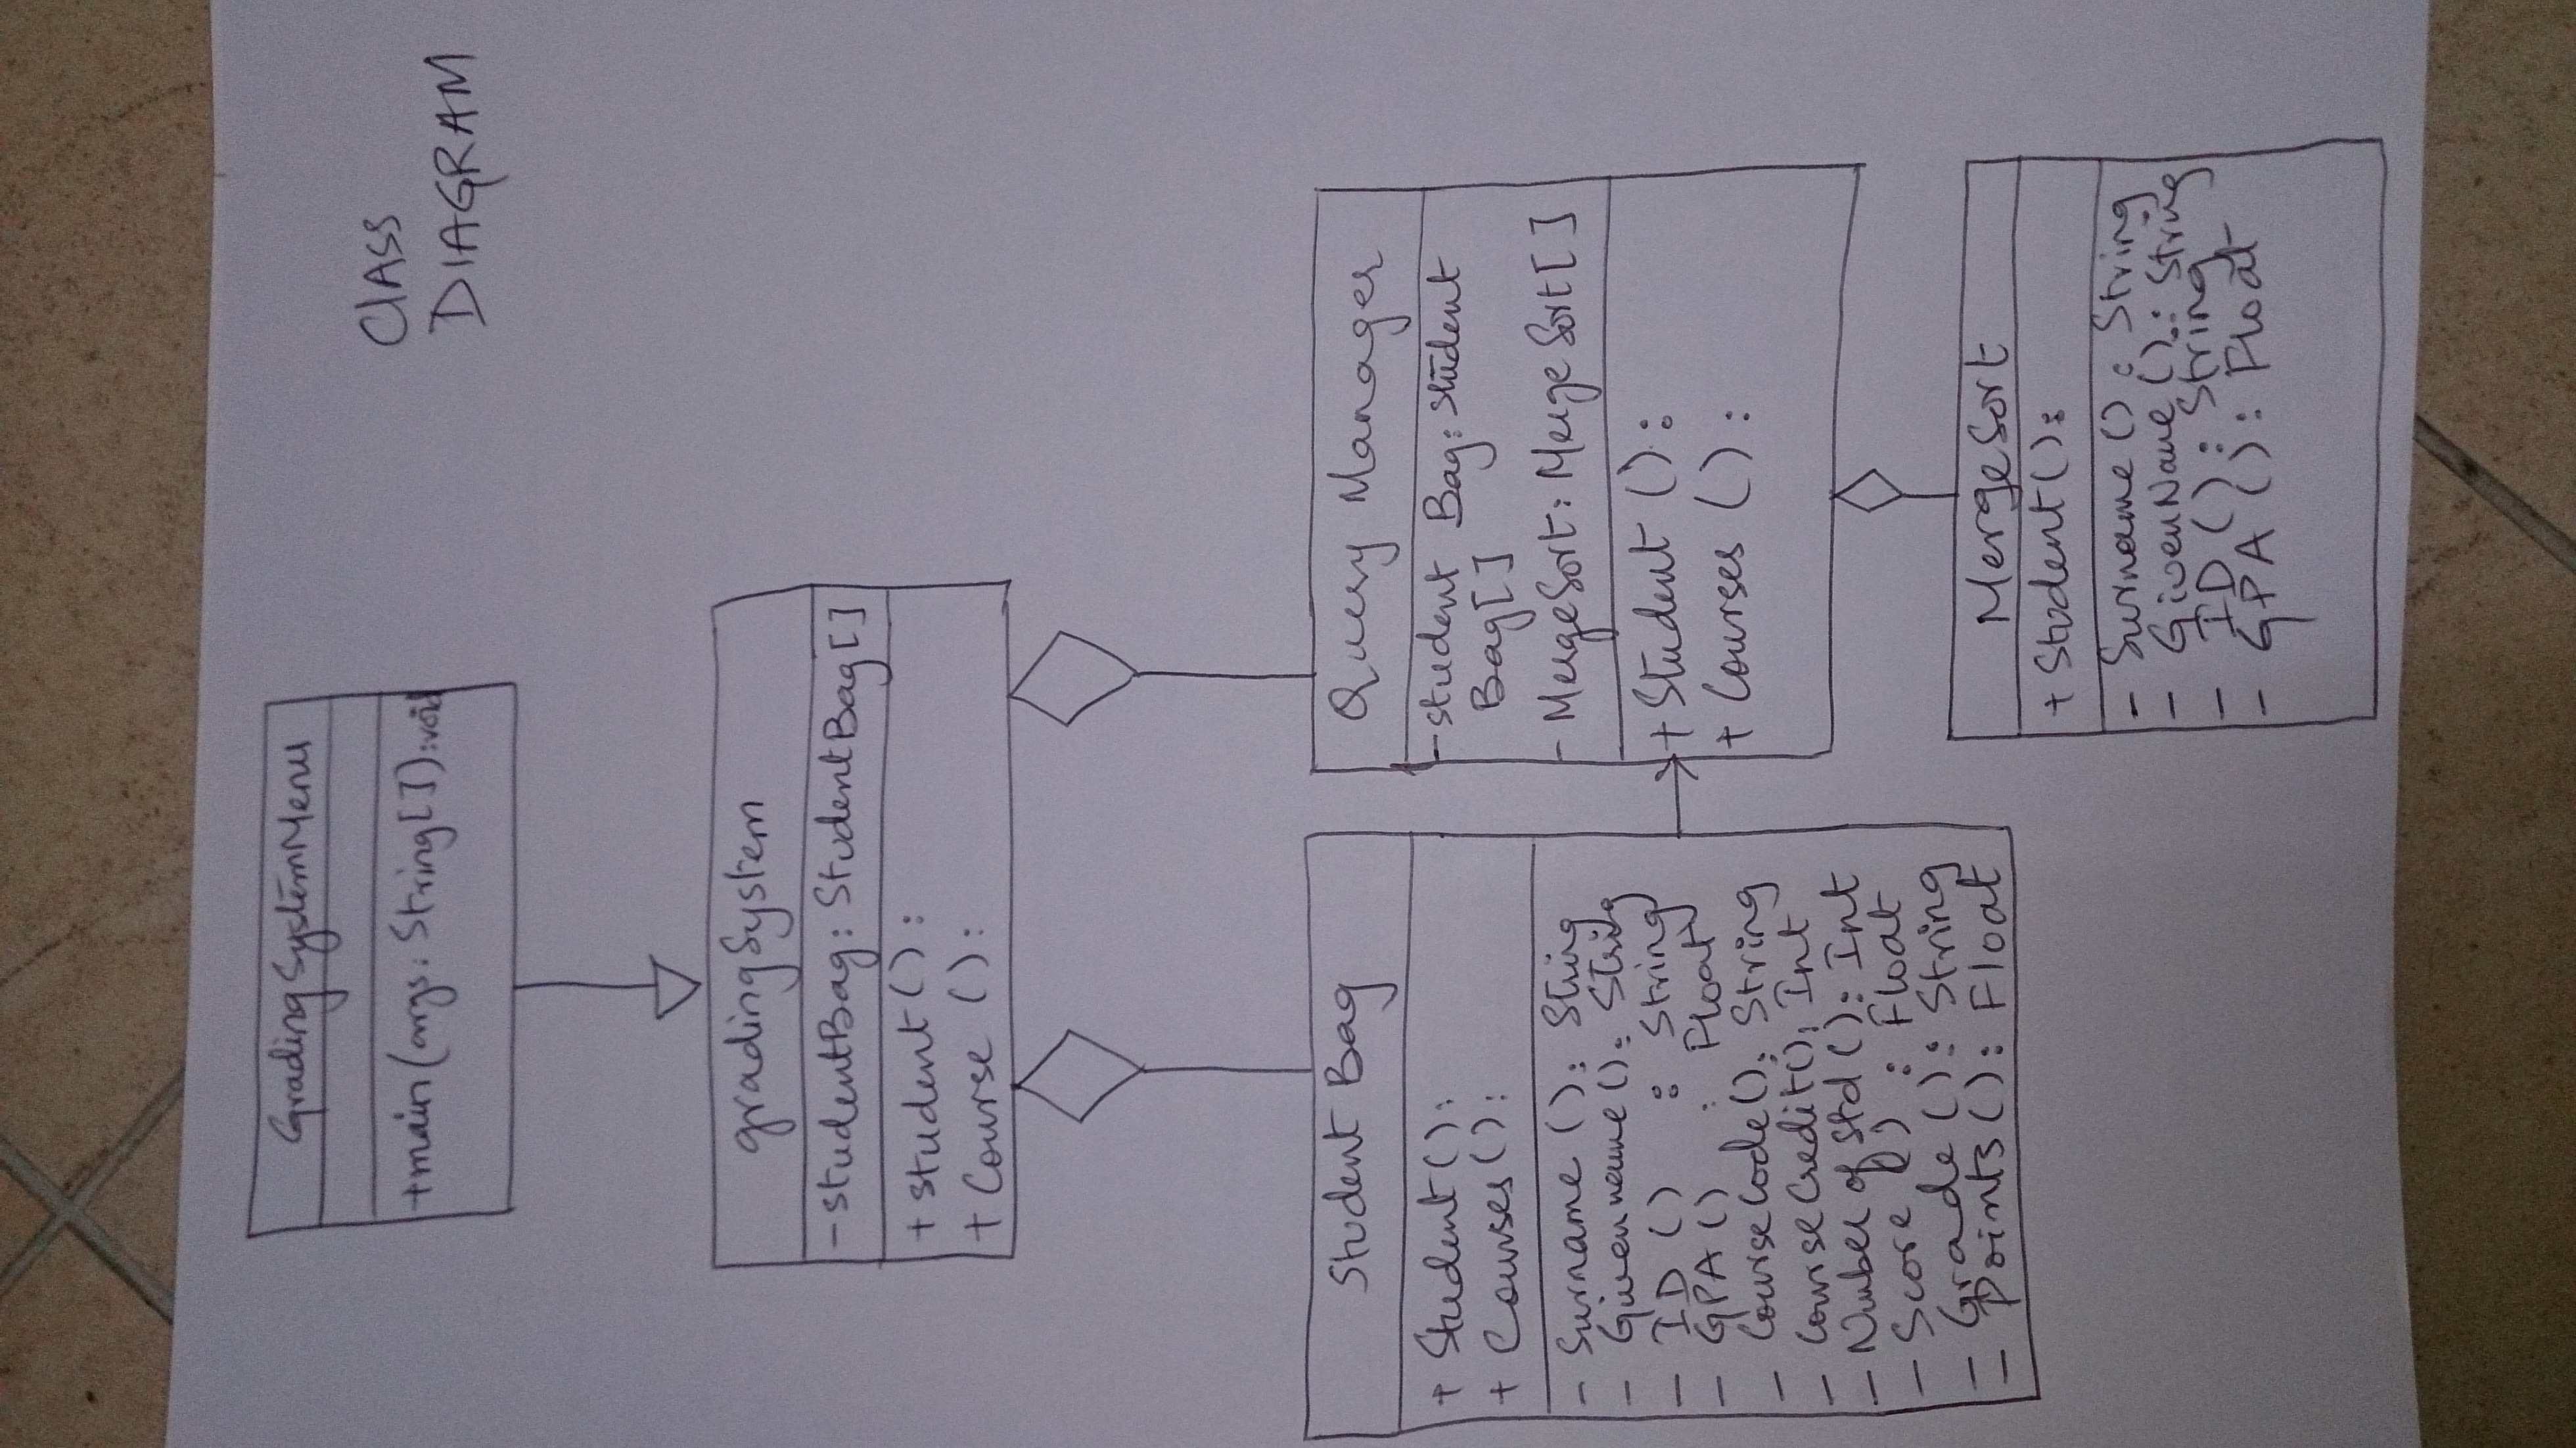 GradingSystemMenu
+main(args: String[]):void
ClASS
DIAGRAM
gradingSystem
-studentBag: StudentBag[]
+ student():
+ Course ():
Student Bag
+ Student():
+ Courses():
- Surname (): String
- Givenname(): String
- ID () : String
- GPA () : Float
- CourseCode(): String
- CourseCredit(): Int
- Number of Std (): Int
- Score () : Float
- Grade (): String
- Points(): Float
Query Manager
-student Bag: Student
Bag[]
- MergeSort: MergeSort[]
+ Student ():
+ Courses ():
MergeSort
+ Student():
- Surname () : String
- GivenName (): String
- ID (): String
- GPA (): Float